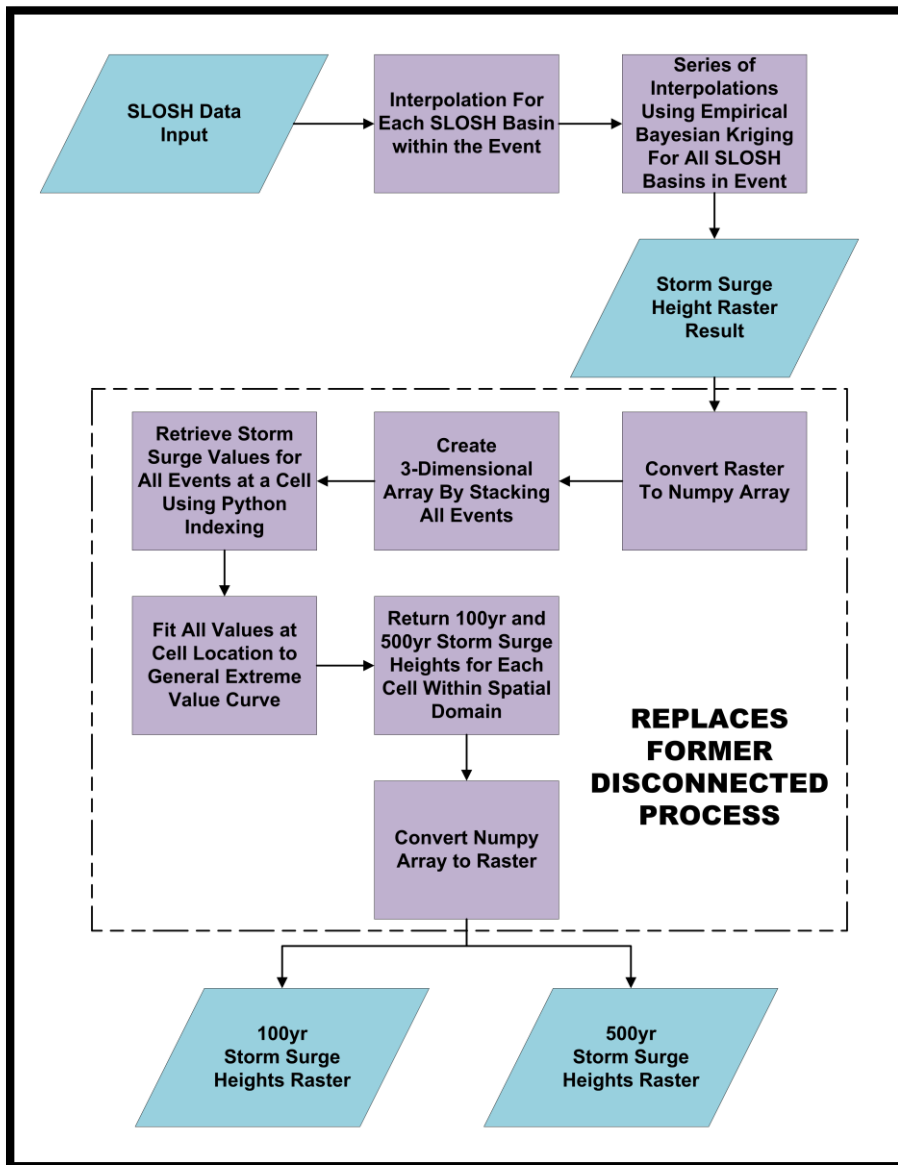 SLOSH Data
Input
Interpolation For
Each SLOSH Basin
within the Event
Series of
Interpolations
Using Empirical
Bayesian Kriging
For All SLOSH
Basins in Event
Storm Surge
Height Raster
Result
Convert Raster
To Numpy Array
Create
3-Dimensional
Array By Stacking
All Events
Retrieve Storm
Surge Values for
All Events at a Cell
Using Python
Indexing
Fit All Values at
Cell Location to
General Extreme
Value Curve
Return 100yr and
500yr Storm Surge
Heights for Each
Cell Within Spatial
Domain
REPLACES
FORMER
DISCONNECTED
PROCESS
Convert Numpy
Array to Raster
100yr
Storm Surge
Heights Raster
500yr
Storm Surge
Heights Raster